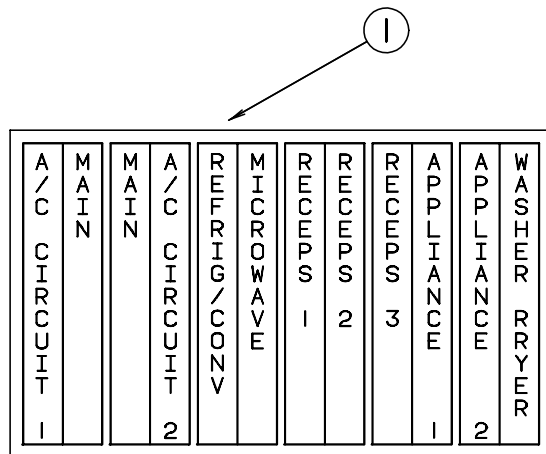 1
A/C CIRCUIT 1
MAIN
MAIN
A/C CIRCUIT 2
REFRIG/CONV
MICROWAVE
RECEPS 1
RECEPS 2
RECEPS 3
APPLIANCE 1
APPLIANCE 2
WASHER RRYER